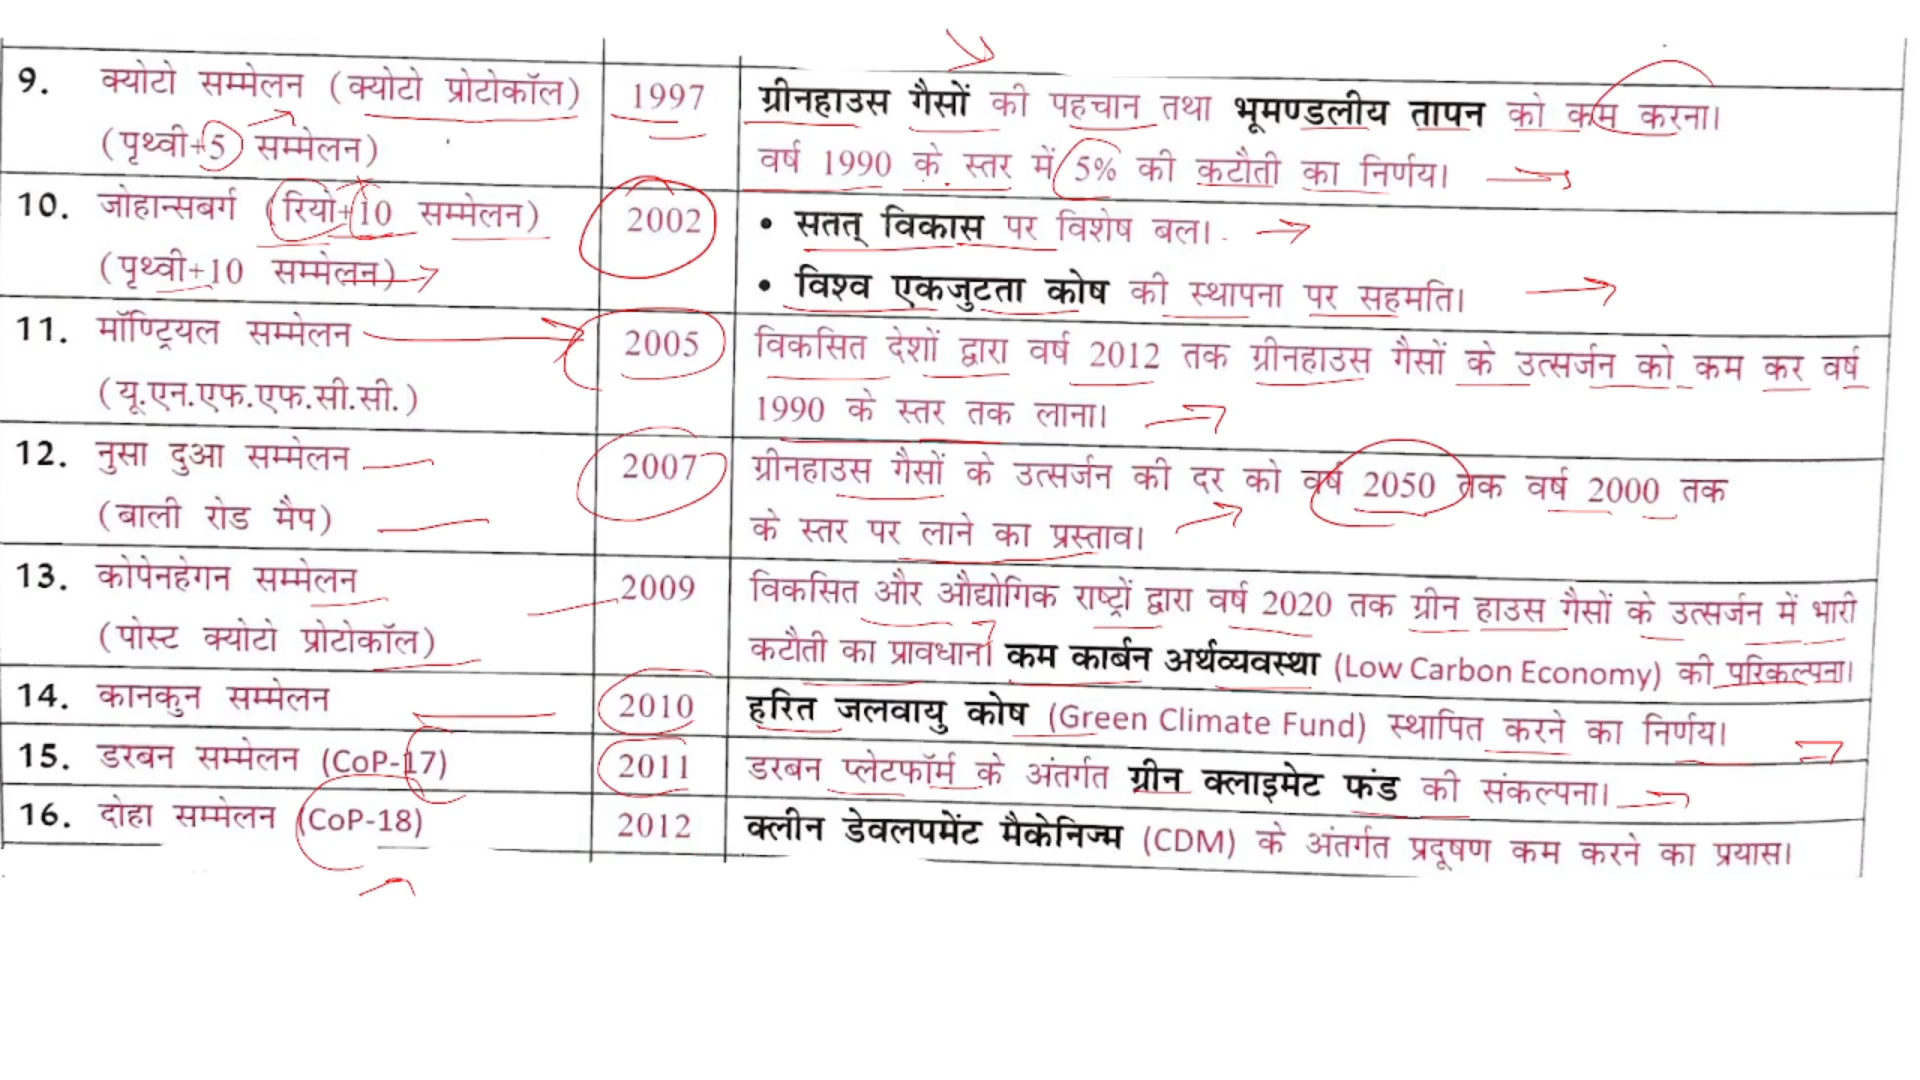 9. क्योटो सम्मेलन (क्योटो प्रोटोकॉल) 1997 ग्रीनहाउस गैसों की पहचान तथा भूमण्डलीय तापन को कम करना।
(पृथ्वी+5 सम्मेलन) वर्ष 1990 के स्तर में 5% की कटौती का निर्णय।
10. जोहान्सबर्ग (रियो+10 सम्मेलन) 2002 • सतत् विकास पर विशेष बल।
(पृथ्वी+10 सम्मेलन) • विश्व एकजुटता कोष की स्थापना पर सहमति।
11. मॉण्ट्रियल सम्मेलन 2005 विकसित देशों द्वारा वर्ष 2012 तक ग्रीनहाउस गैसों के उत्सर्जन को कम कर वर्ष
(यू.एन.एफ.एफ.सी.सी.) 1990 के स्तर तक लाना।
12. नुसा दुआ सम्मेलन 2007 ग्रीनहाउस गैसों के उत्सर्जन की दर को वर्ष 2050 तक वर्ष 2000 तक
(बाली रोड मैप) के स्तर पर लाने का प्रस्ताव।
13. कोपेनहेगन सम्मेलन 2009 विकसित और औद्योगिक राष्ट्रों द्वारा वर्ष 2020 तक ग्रीन हाउस गैसों के उत्सर्जन में भारी
(पोस्ट क्योटो प्रोटोकॉल) कटौती का प्रावधान। कम कार्बन अर्थव्यवस्था (Low Carbon Economy) की परिकल्पना।
14. कानकुन सम्मेलन 2010 हरित जलवायु कोष (Green Climate Fund) स्थापित करने का निर्णय।
15. डरबन सम्मेलन (CoP-17) 2011 डरबन प्लेटफॉर्म के अंतर्गत ग्रीन क्लाइमेट फंड की संकल्पना।
16. दोहा सम्मेलन (CoP-18) 2012 क्लीन डेवलपमेंट मैकेनिज्म (CDM) के अंतर्गत प्रदूषण कम करने का प्रयास।